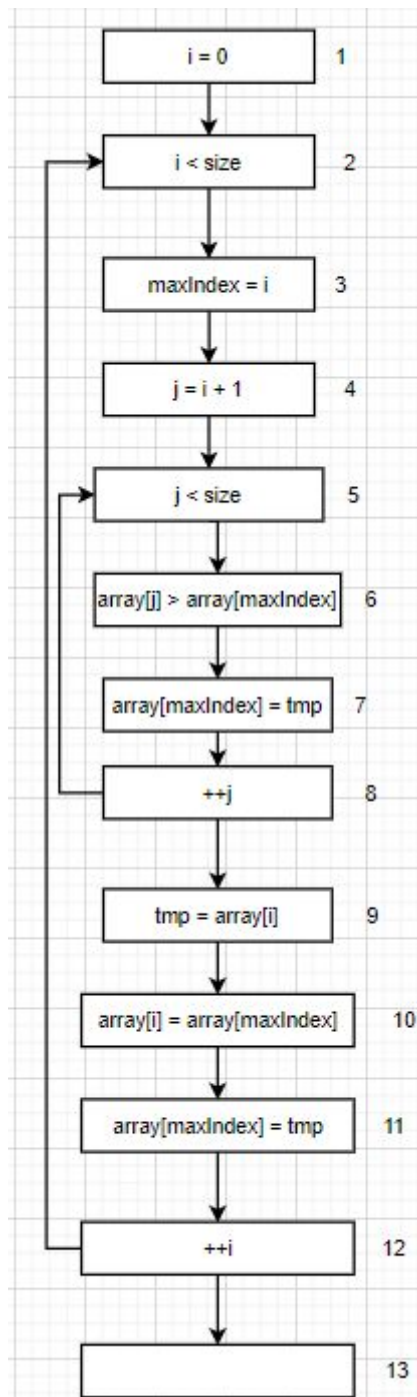 i = 0 1
i < size 2
maxIndex = i 3
j = i + 1 4
j < size 5
array[j] > array[maxIndex] 6
array[maxIndex] = tmp 7
++j 8
tmp = array[i] 9
array[i] = array[maxIndex] 10
array[maxIndex] = tmp 11
++i 12
13